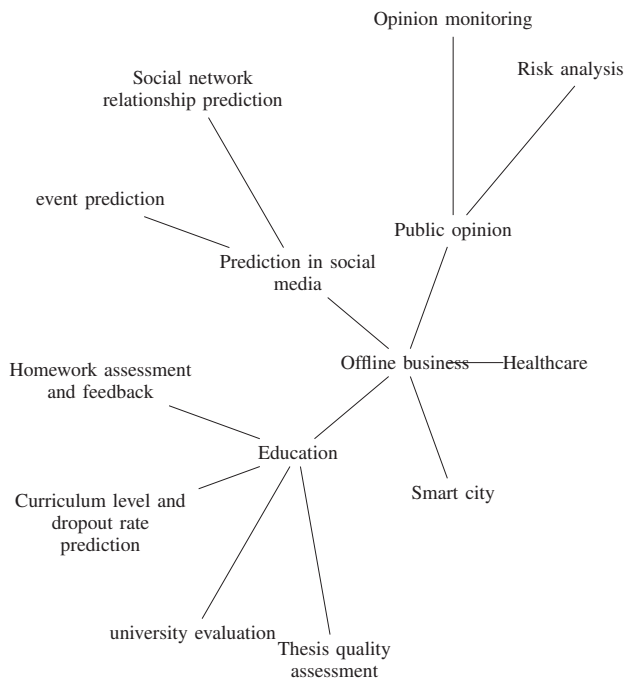 Opinion monitoring
Risk analysis
Social network
relationship prediction
event prediction
Public opinion
Prediction in social
media
Offline business
Healthcare
Homework assessment
and feedback
Education
Smart city
Curriculum level and
dropout rate
prediction
university evaluation
Thesis quality
assessment